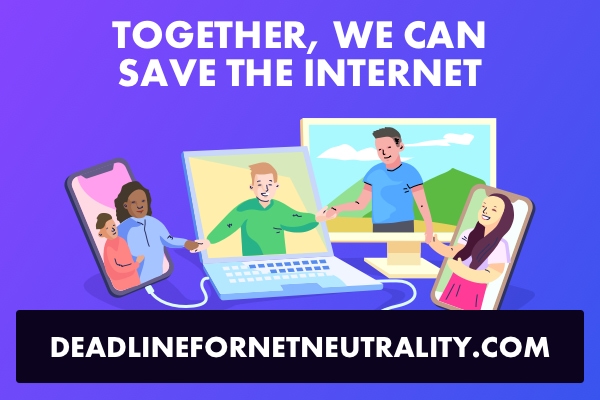 TOGETHER, WE CAN
SAVE THE INTERNET
DEADLINEFORNETNEUTRALITY.COM